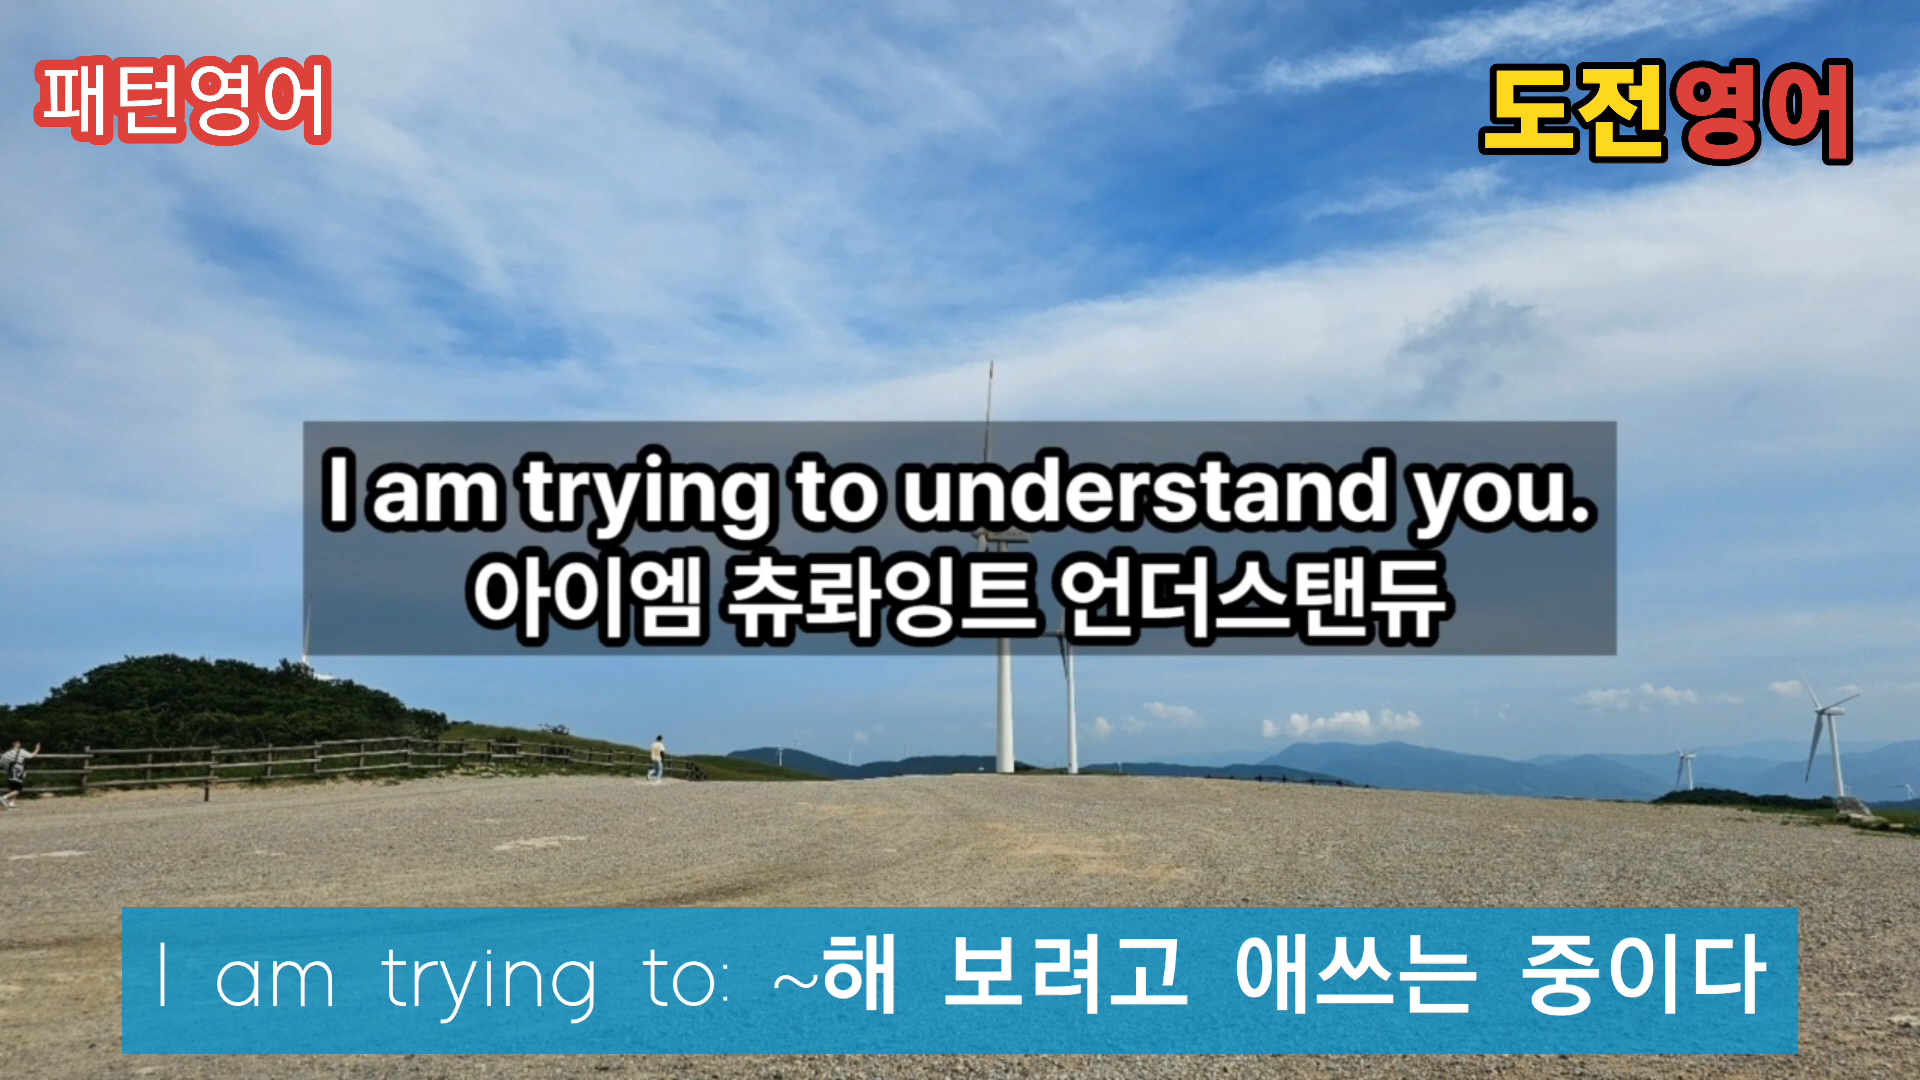 패턴영어
도전영어
I am trying to understand you.
아이엠 츄롸잉트 언더스탠듀
I am trying to: ~해 보려고 애쓰는 중이다